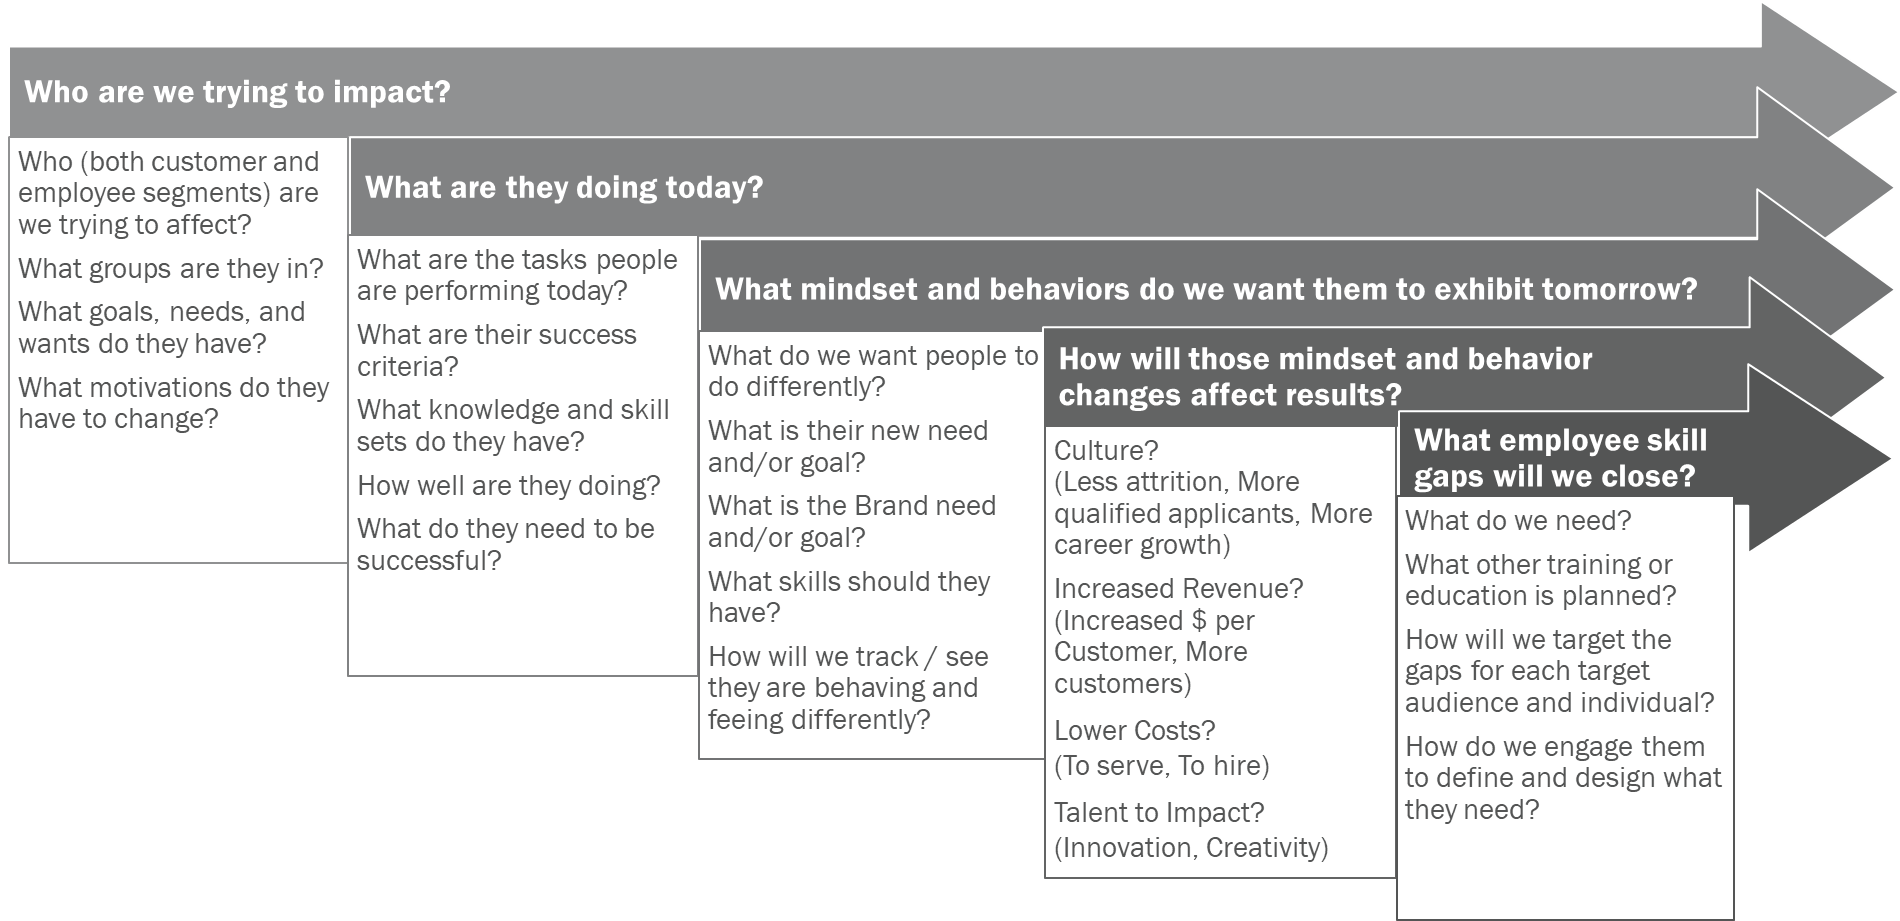 Who are we trying to impact?
Who (both customer and
employee segments) are
we trying to affect?
What groups are they in?
What goals, needs, and
wants do they have?
What motivations do they
have to change?
What are they doing today?
What are the tasks people
are performing today?
What are their success
criteria?
What knowledge and skill
sets do they have?
How well are they doing?
What do they need to be
successful?
What mindset and behaviors do we want them to exhibit tomorrow?
What do we want people to
do differently?
What is their new need
and/or goal?
What is the Brand need
and/or goal?
What skills should they
have?
How will we track / see
they are behaving and
feeing differently?
How will those mindset and behavior
changes affect results?
Culture?
(Less attrition, More
qualified applicants, More
career growth)
Increased Revenue?
(Increased $ per
Customer, More
customers)
Lower Costs?
(To serve, To hire)
Talent to Impact?
(Innovation, Creativity)
What employee skill
gaps will we close?
What do we need?
What other training or
education is planned?
How will we target the
gaps for each target
audience and individual?
How do we engage them
to define and design what
they need?